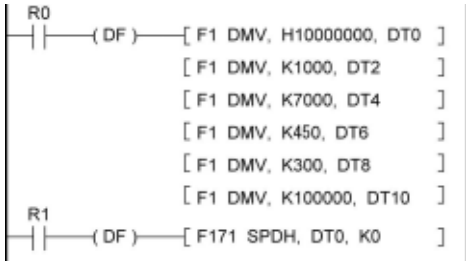 R0
( DF ) [ F1 DMV, H10000000, DT0 ]
[ F1 DMV, K1000, DT2 ]
[ F1 DMV, K7000, DT4 ]
[ F1 DMV, K450, DT6 ]
[ F1 DMV, K300, DT8 ]
[ F1 DMV, K100000, DT10 ]
R1
( DF ) [ F171 SPDH, DT0, K0 ]